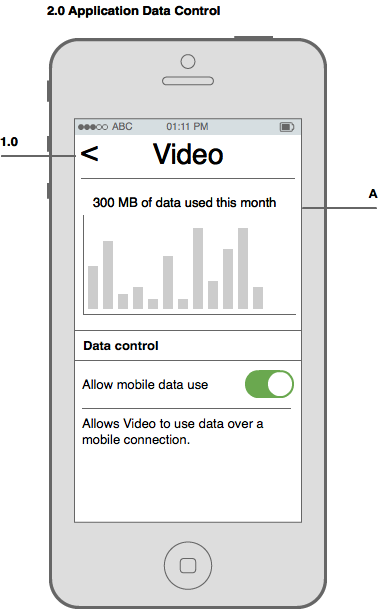 2.0 Application Data Control
ABC 01:11 PM
1.0
< Video
A
300 MB of data used this month
Data control
Allow mobile data use
Allows Video to use data over a
mobile connection.